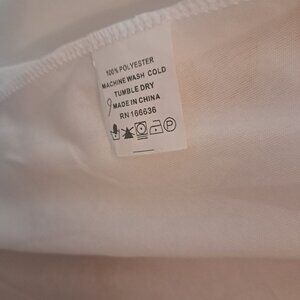 100% POLYESTER
MACHINE WASH COLD
TUMBLE DRY
MADE IN CHINA
RN 166636
P